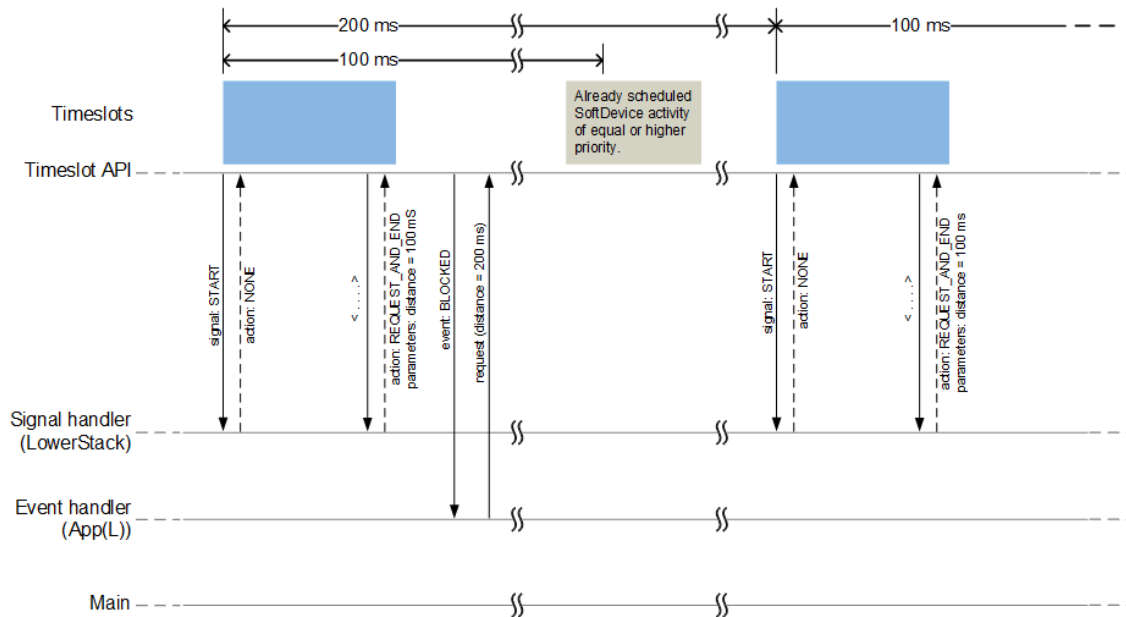 200 ms
100 ms
100 ms
Timeslots
Already scheduled
SoftDevice activity
of equal or higher
priority.
Timeslot API
signal: START
action: NONE
< . . . . >
action: REQUEST_AND_END
parameters: distance = 100mS
event: BLOCKED
request (distance = 200 ms)
signal: START
action: NONE
< . . . . >
action: REQUEST_AND_END
parameters: distance = 100 ms
Signal handler
(LowerStack)
Event handler
(App(L))
Main